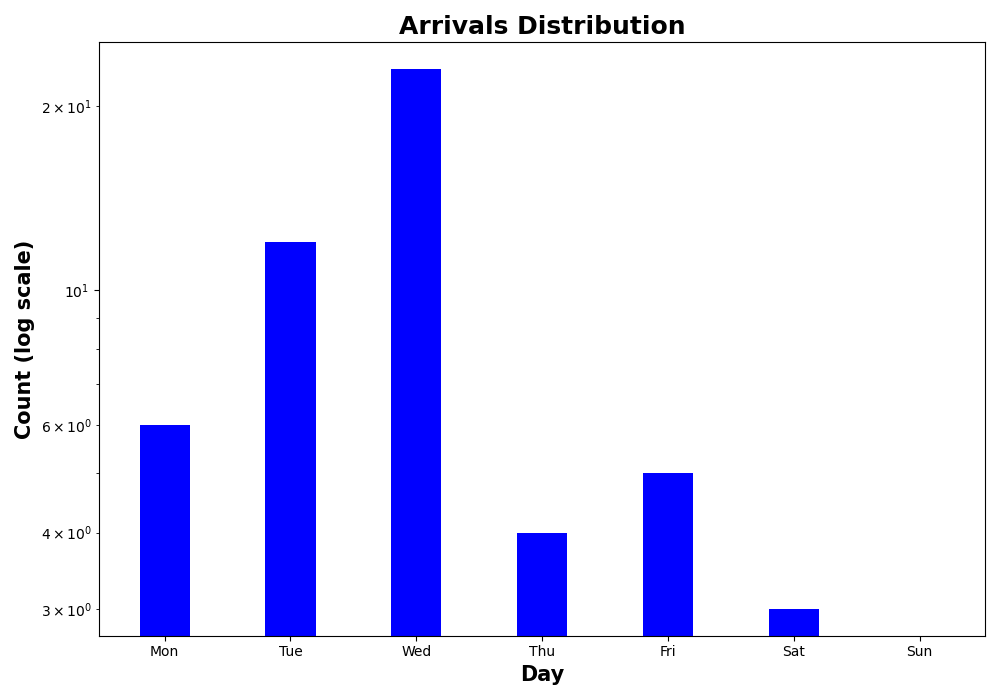 Arrivals Distribution
Count (log scale)
2 × 10¹
10¹
6 × 10⁰
4 × 10⁰
3 × 10⁰
Mon Tue Wed Thu Fri Sat Sun
Day